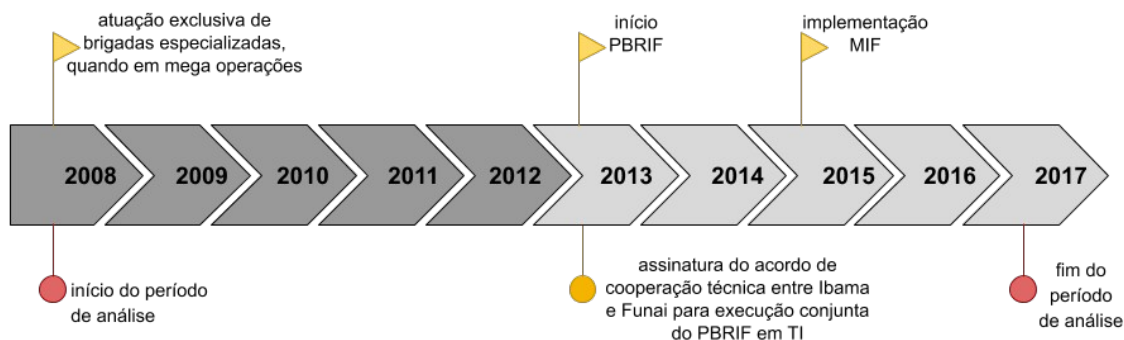 atuação exclusiva de
brigadas especializadas,
quando em mega operações
início
PBRIF
implementação
MIF
2008
2009
2010
2011
2012
2013
2014
2015
2016
2017
início do período
de análise
assinatura do acordo de
cooperação técnica entre Ibama
e Funai para execução conjunta
do PBRIF em TI
fim do
período
de análise